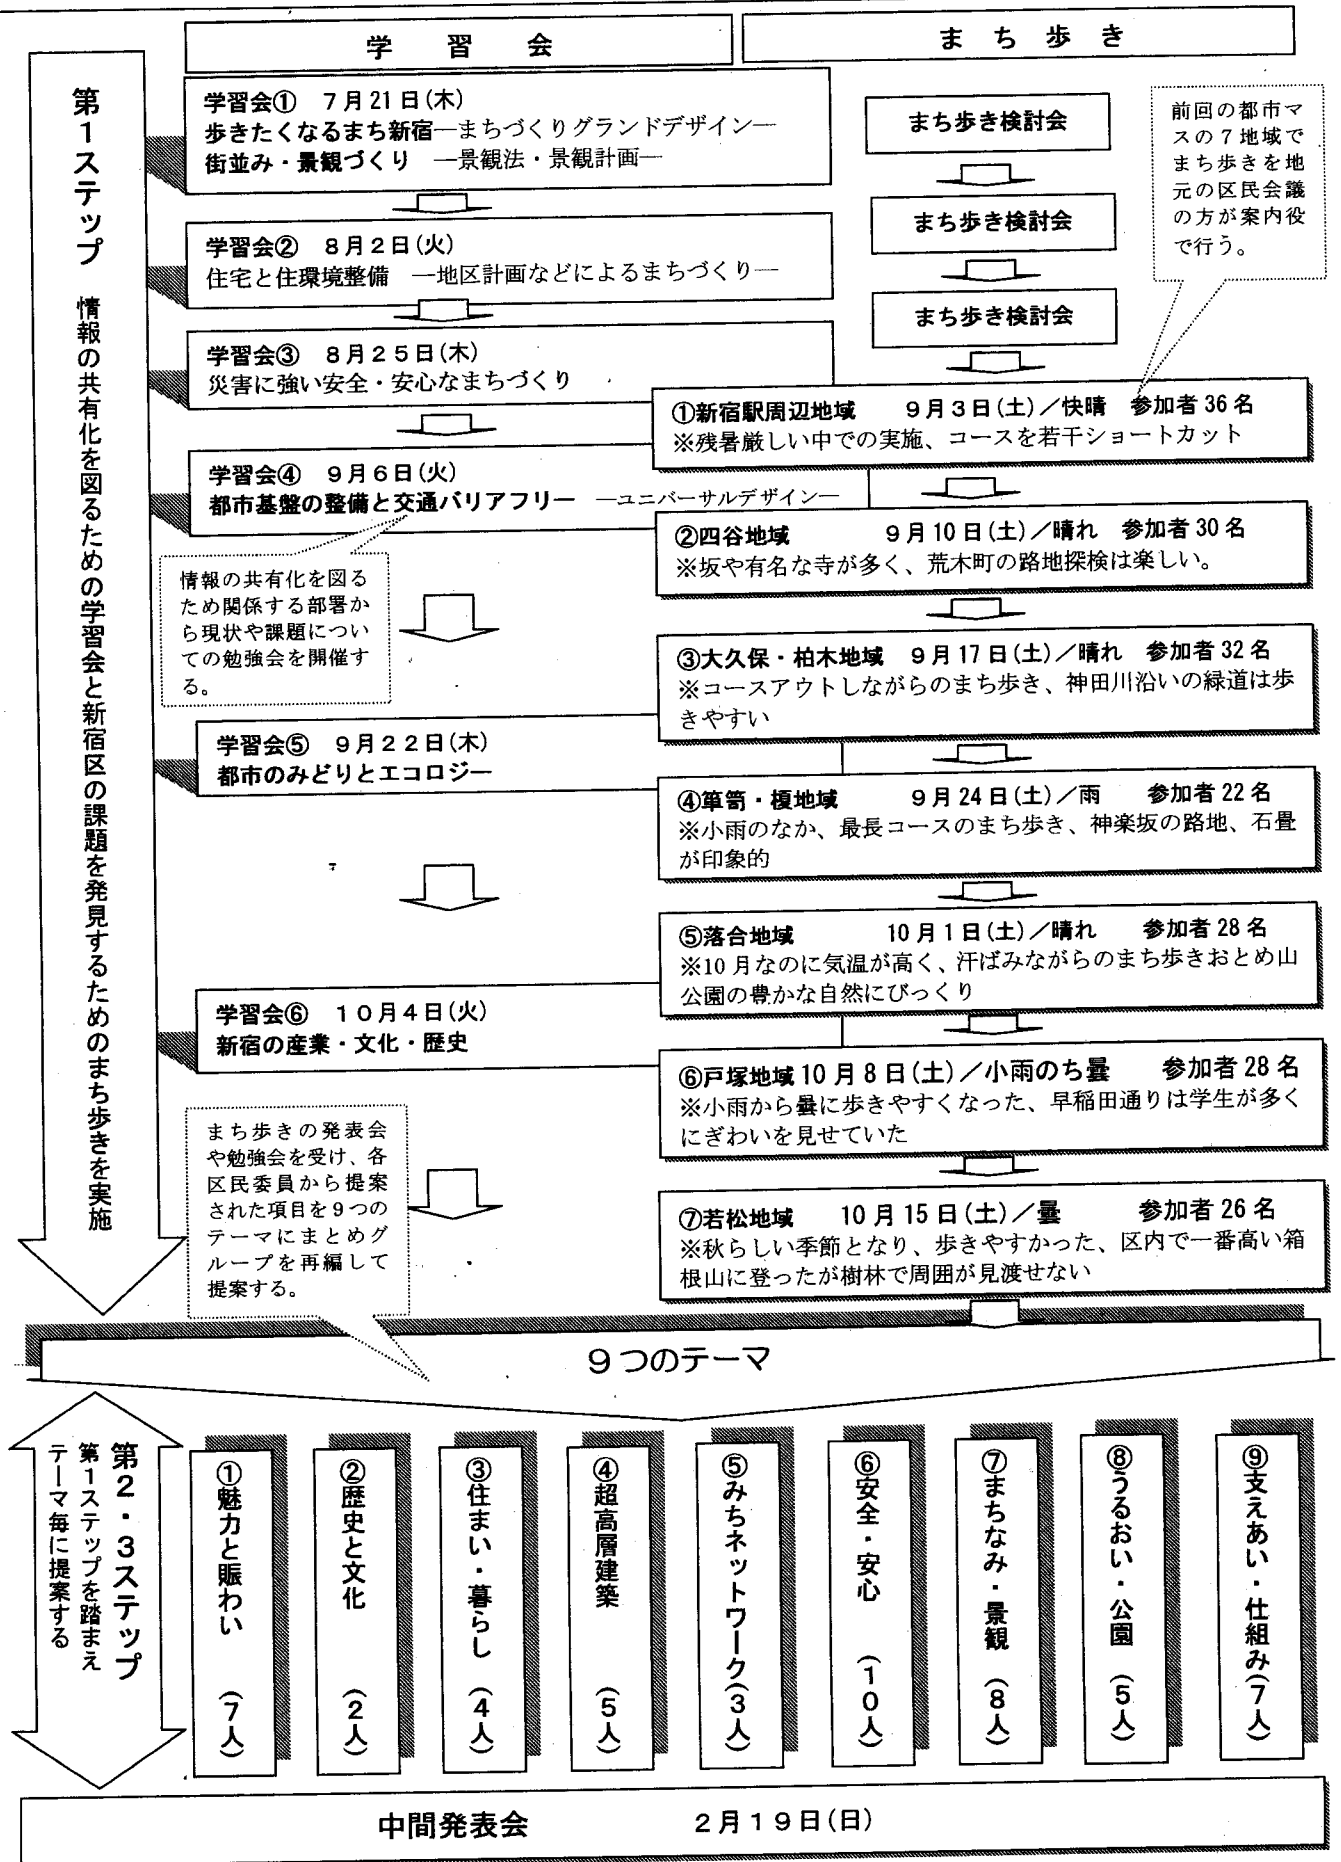 学習会
まち歩き
第1ステップ 情報の共有化を図るための学習会と新宿区の課題を発見するためのまち歩きを実施
学習会① 7月21日(木)
歩きたくなるまち新宿―まちづくりグランドデザイン―
街並み・景観づくり ―景観法・景観計画―
学習会② 8月2日(火)
住宅と住環境整備 ―地区計画などによるまちづくり―
学習会③ 8月25日(木)
災害に強い安全・安心なまちづくり
学習会④ 9月6日(火)
都市基盤の整備と交通バリアフリー ―ユニバーサルデザイン―
情報の共有化を図る
ため関係する部署か
ら現状や課題につい
ての勉強会を開催す
る。
学習会⑤ 9月22日(木)
都市のみどりとエコロジー
学習会⑥ 10月4日(火)
新宿の産業・文化・歴史
まち歩きの発表会
や勉強会を受け、各
区民委員から提案
された項目を9つの
テーマにまとめグ
ループを再編して
提案する。
まち歩き検討会
まち歩き検討会
まち歩き検討会
前回の都市マ
スの7地域で
まち歩きを地
元の区民会議
の方が案内役
で行う。
①新宿駅周辺地域 9月3日(土)/快晴 参加者36名
※残暑厳しい中での実施、コースを若干ショートカット
②四谷地域 9月10日(土)/晴れ 参加者30名
※坂や有名な寺が多く、荒木町の路地探検は楽しい。
③大久保・柏木地域 9月17日(土)/晴れ 参加者32名
※コースアウトしながらのまち歩き、神田川沿いの緑道は歩
きやすい
④箪笥・榎地域 9月24日(土)/雨 参加者22名
※小雨のなか、最長コースのまち歩き、神楽坂の路地、石畳
が印象的
⑤落合地域 10月1日(土)/晴れ 参加者28名
※10月なのに気温が高く、汗ばみながらのまち歩きおとめ山
公園の豊かな自然にびっくり
⑥戸塚地域10月8日(土)/小雨のち曇 参加者28名
※小雨から曇に歩きやすくなった、早稲田通りは学生が多く
にぎわいを見せていた
⑦若松地域 10月15日(土)/曇 参加者26名
※秋らしい季節となり、歩きやすかった、区内で一番高い箱
根山に登ったが樹林で周囲が見渡せない
9つのテーマ
第2・3ステップ
第1ステップを踏まえ
テーマ毎に提案する
①魅力と賑わい (7人)
②歴史と文化 (2人)
③住まい・暮らし (4人)
④超高層建築 (5人)
⑤みちネットワーク(3人)
⑥安全・安心 (10人)
⑦まちなみ・景観 (8人)
⑧うるおい・公園 (5人)
⑨支えあい・仕組み(7人)
中間発表会 2月19日(日)